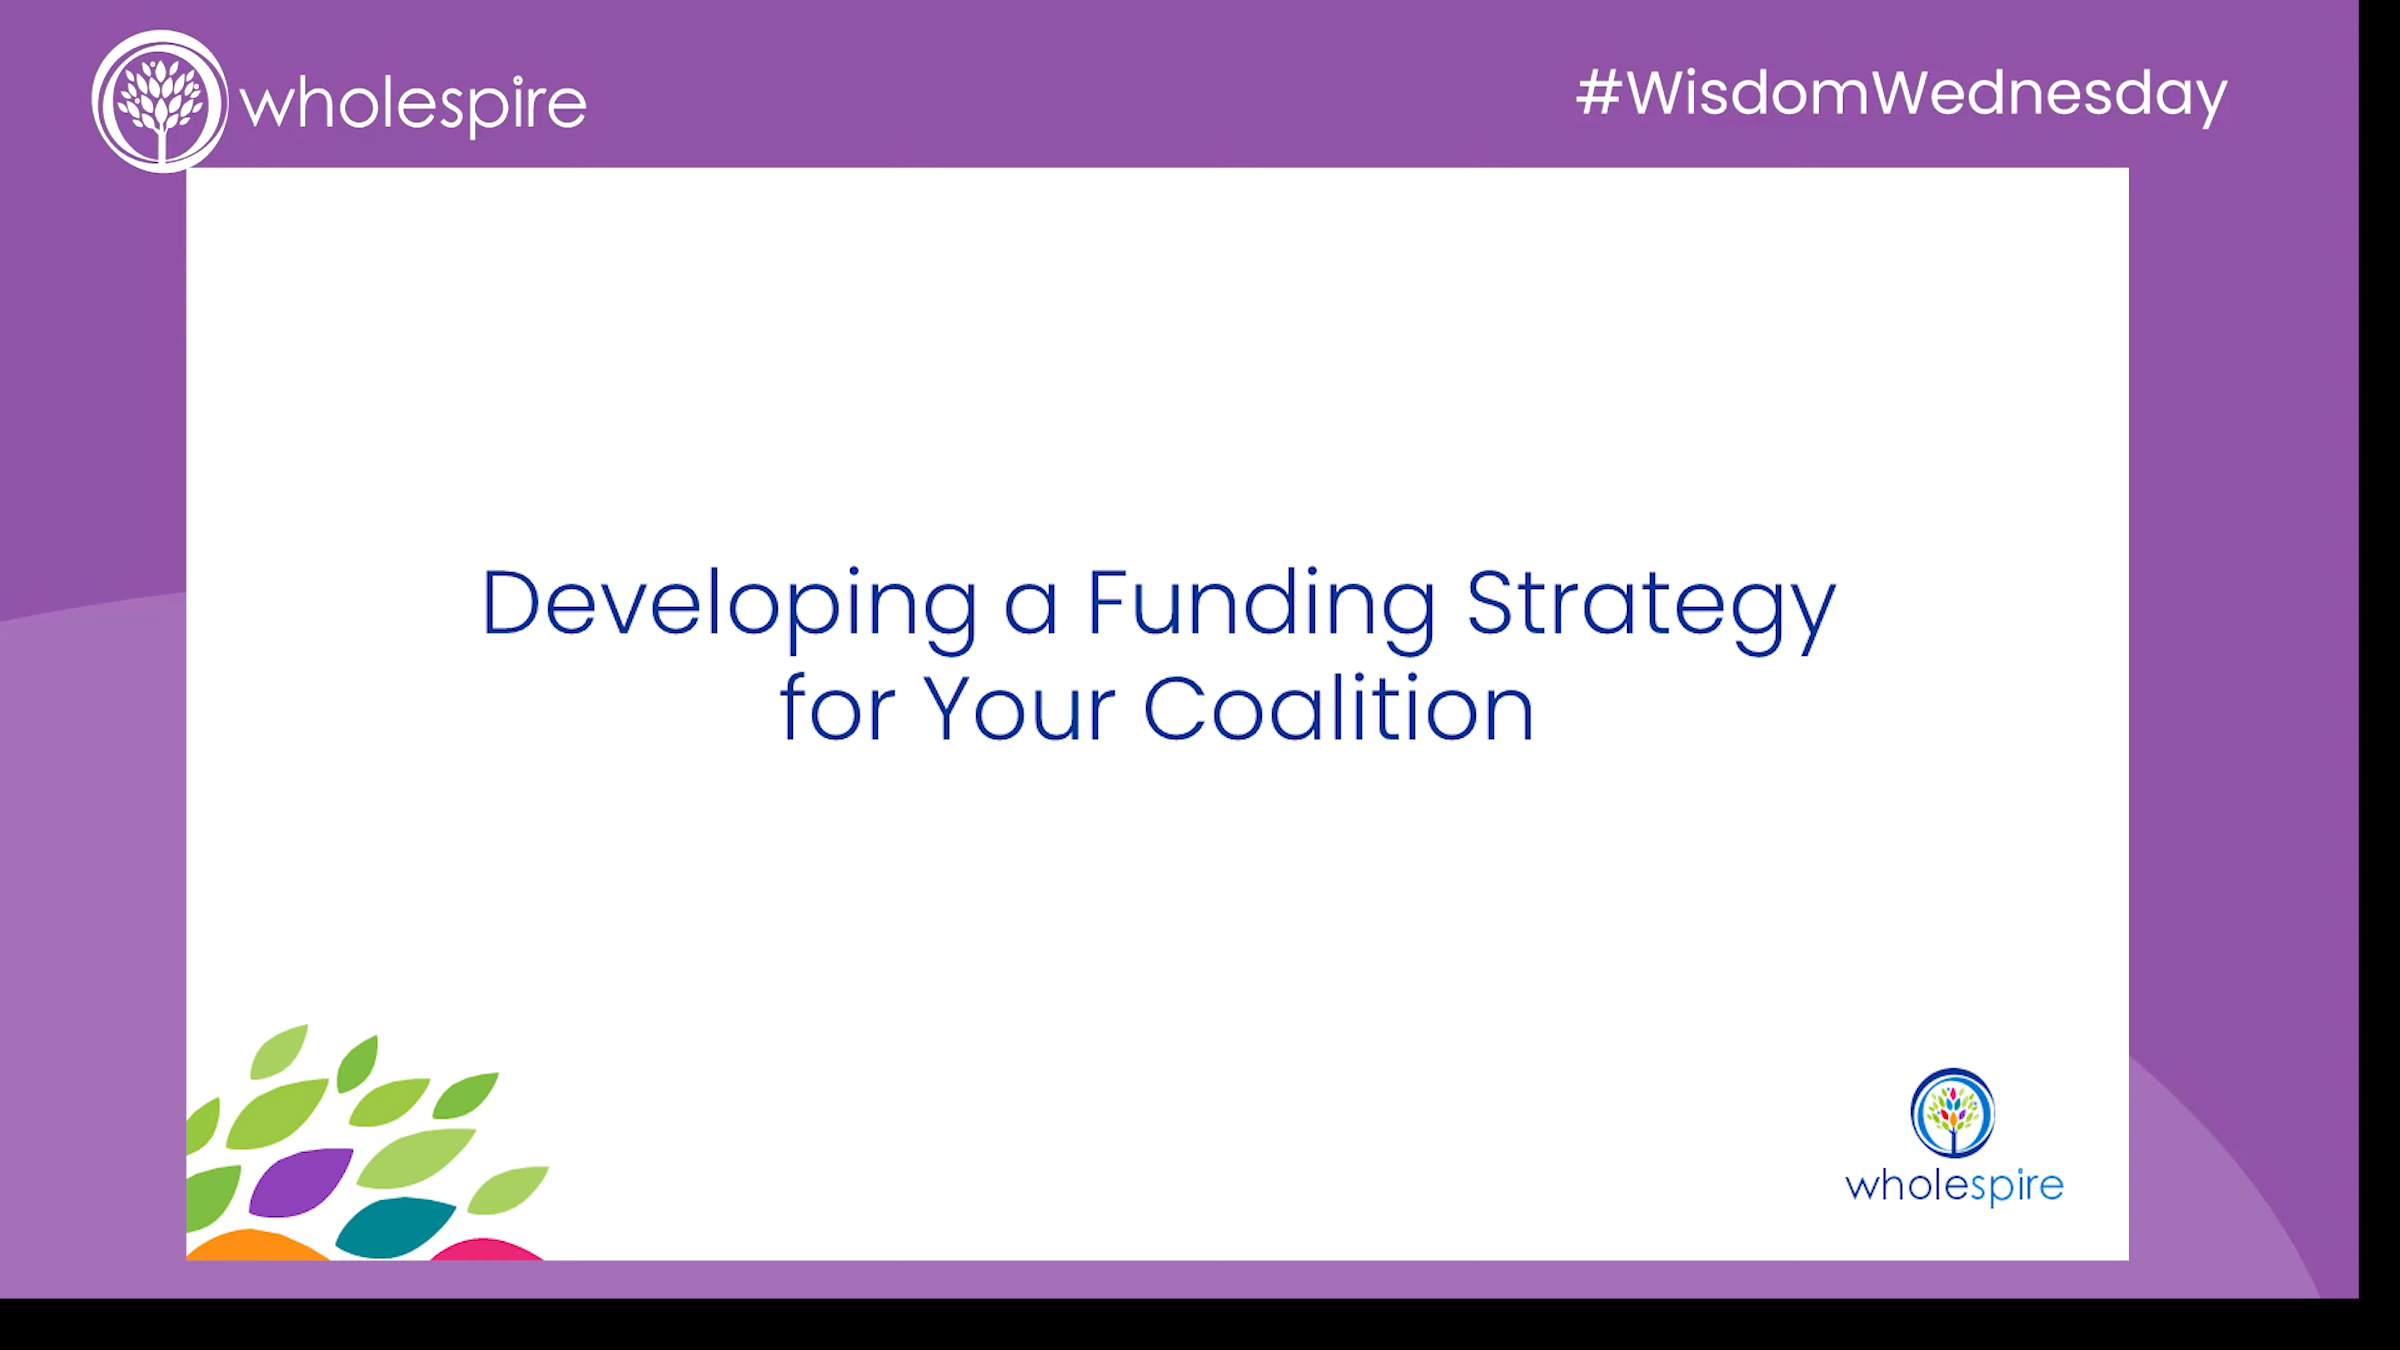 wholespire
#WisdomWednesday
Developing a Funding Strategy
for Your Coalition
wholespire